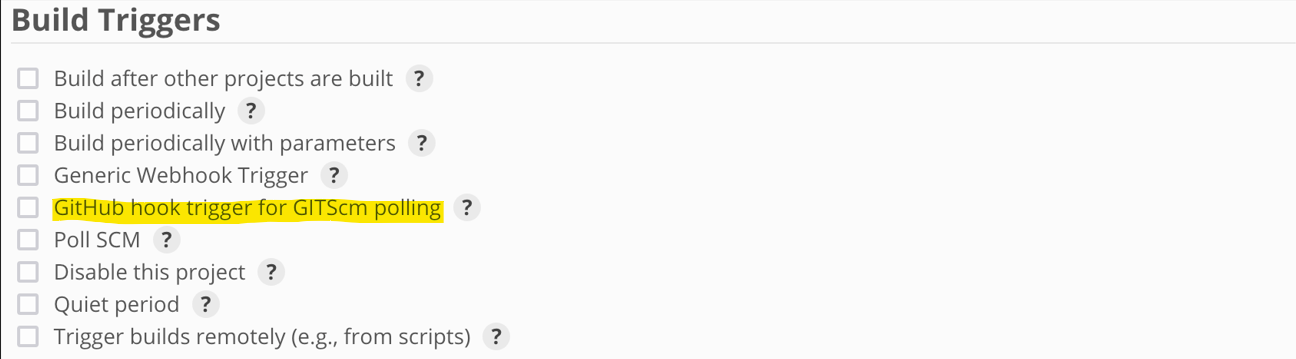 Build Triggers
Build after other projects are built ?
Build periodically ?
Build periodically with parameters ?
Generic Webhook Trigger ?
GitHub hook trigger for GITScm polling ?
Poll SCM ?
Disable this project ?
Quiet period ?
Trigger builds remotely (e.g., from scripts) ?